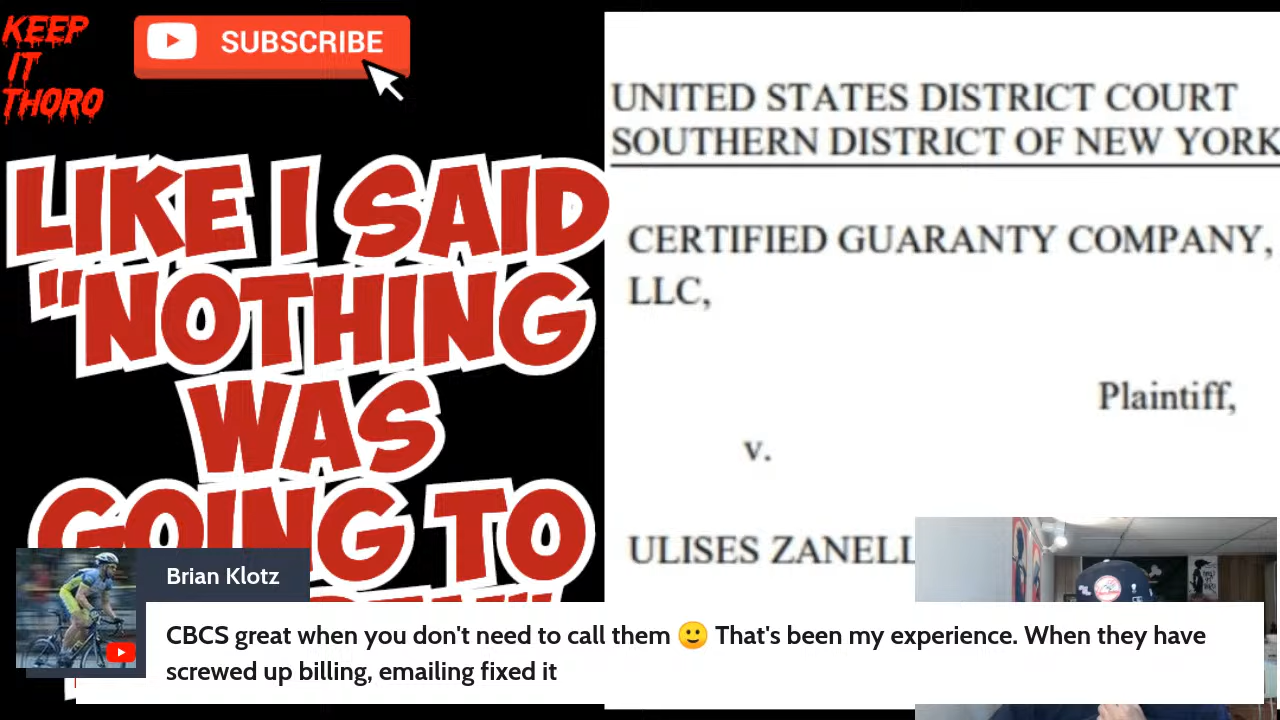 KEEP
IT
THORO
SUBSCRIBE
LIKE I SAID
"NOTHING
WAS
GOING TO
UNITED STATES DISTRICT COURT
SOUTHERN DISTRICT OF NEW YORK
CERTIFIED GUARANTY COMPANY,
LLC,
Plaintiff,
v.
ULISES ZANELL
Brian Klotz
CBCS great when you don't need to call them 🙂 That's been my experience. When they have
screwed up billing, emailing fixed it